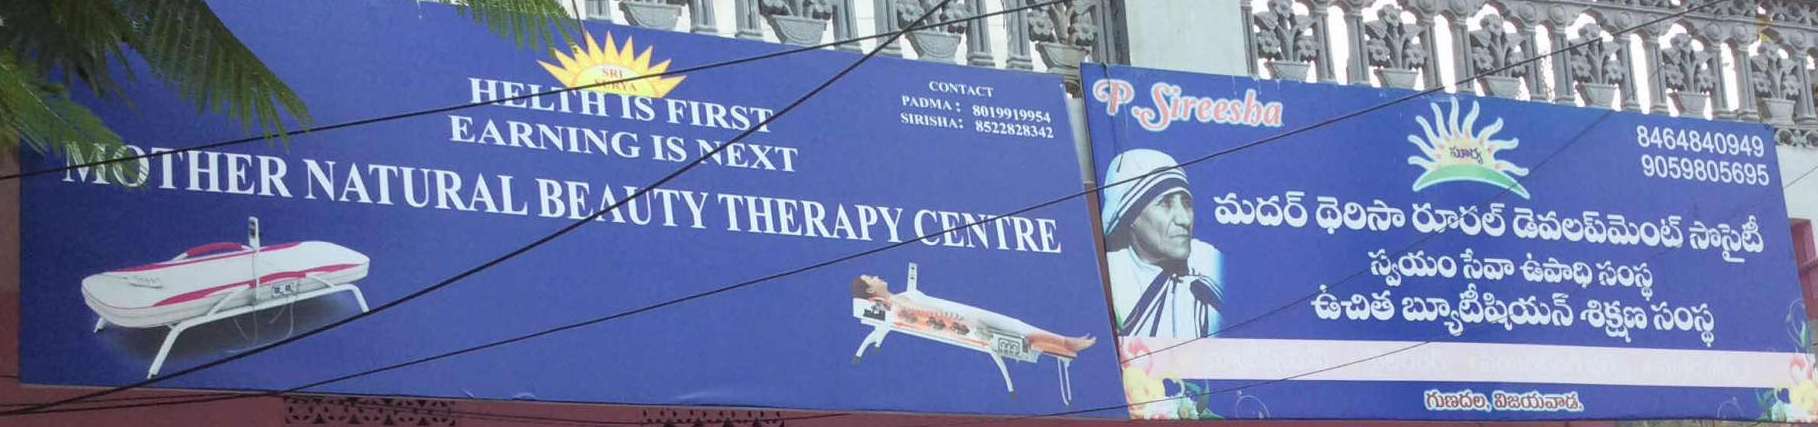 SRI
SURYA
HELTH IS FIRST
EARNING IS NEXT
MOTHER NATURAL BEAUTY THERAPY CENTRE
CONTACT
PADMA : 8019919954
SIRISHA: 8522828342
P Sireesha
సూర్య
8464840949
9059805695
మదర్ థెరిసా రూరల్ డెవలప్‌మెంట్ సొసైటీ
స్వయం సేవా ఉపాధి సంస్థ
ఉచిత బ్యూటీషియన్ శిక్షణ సంస్థ
గుణదల, విజయవాడ.